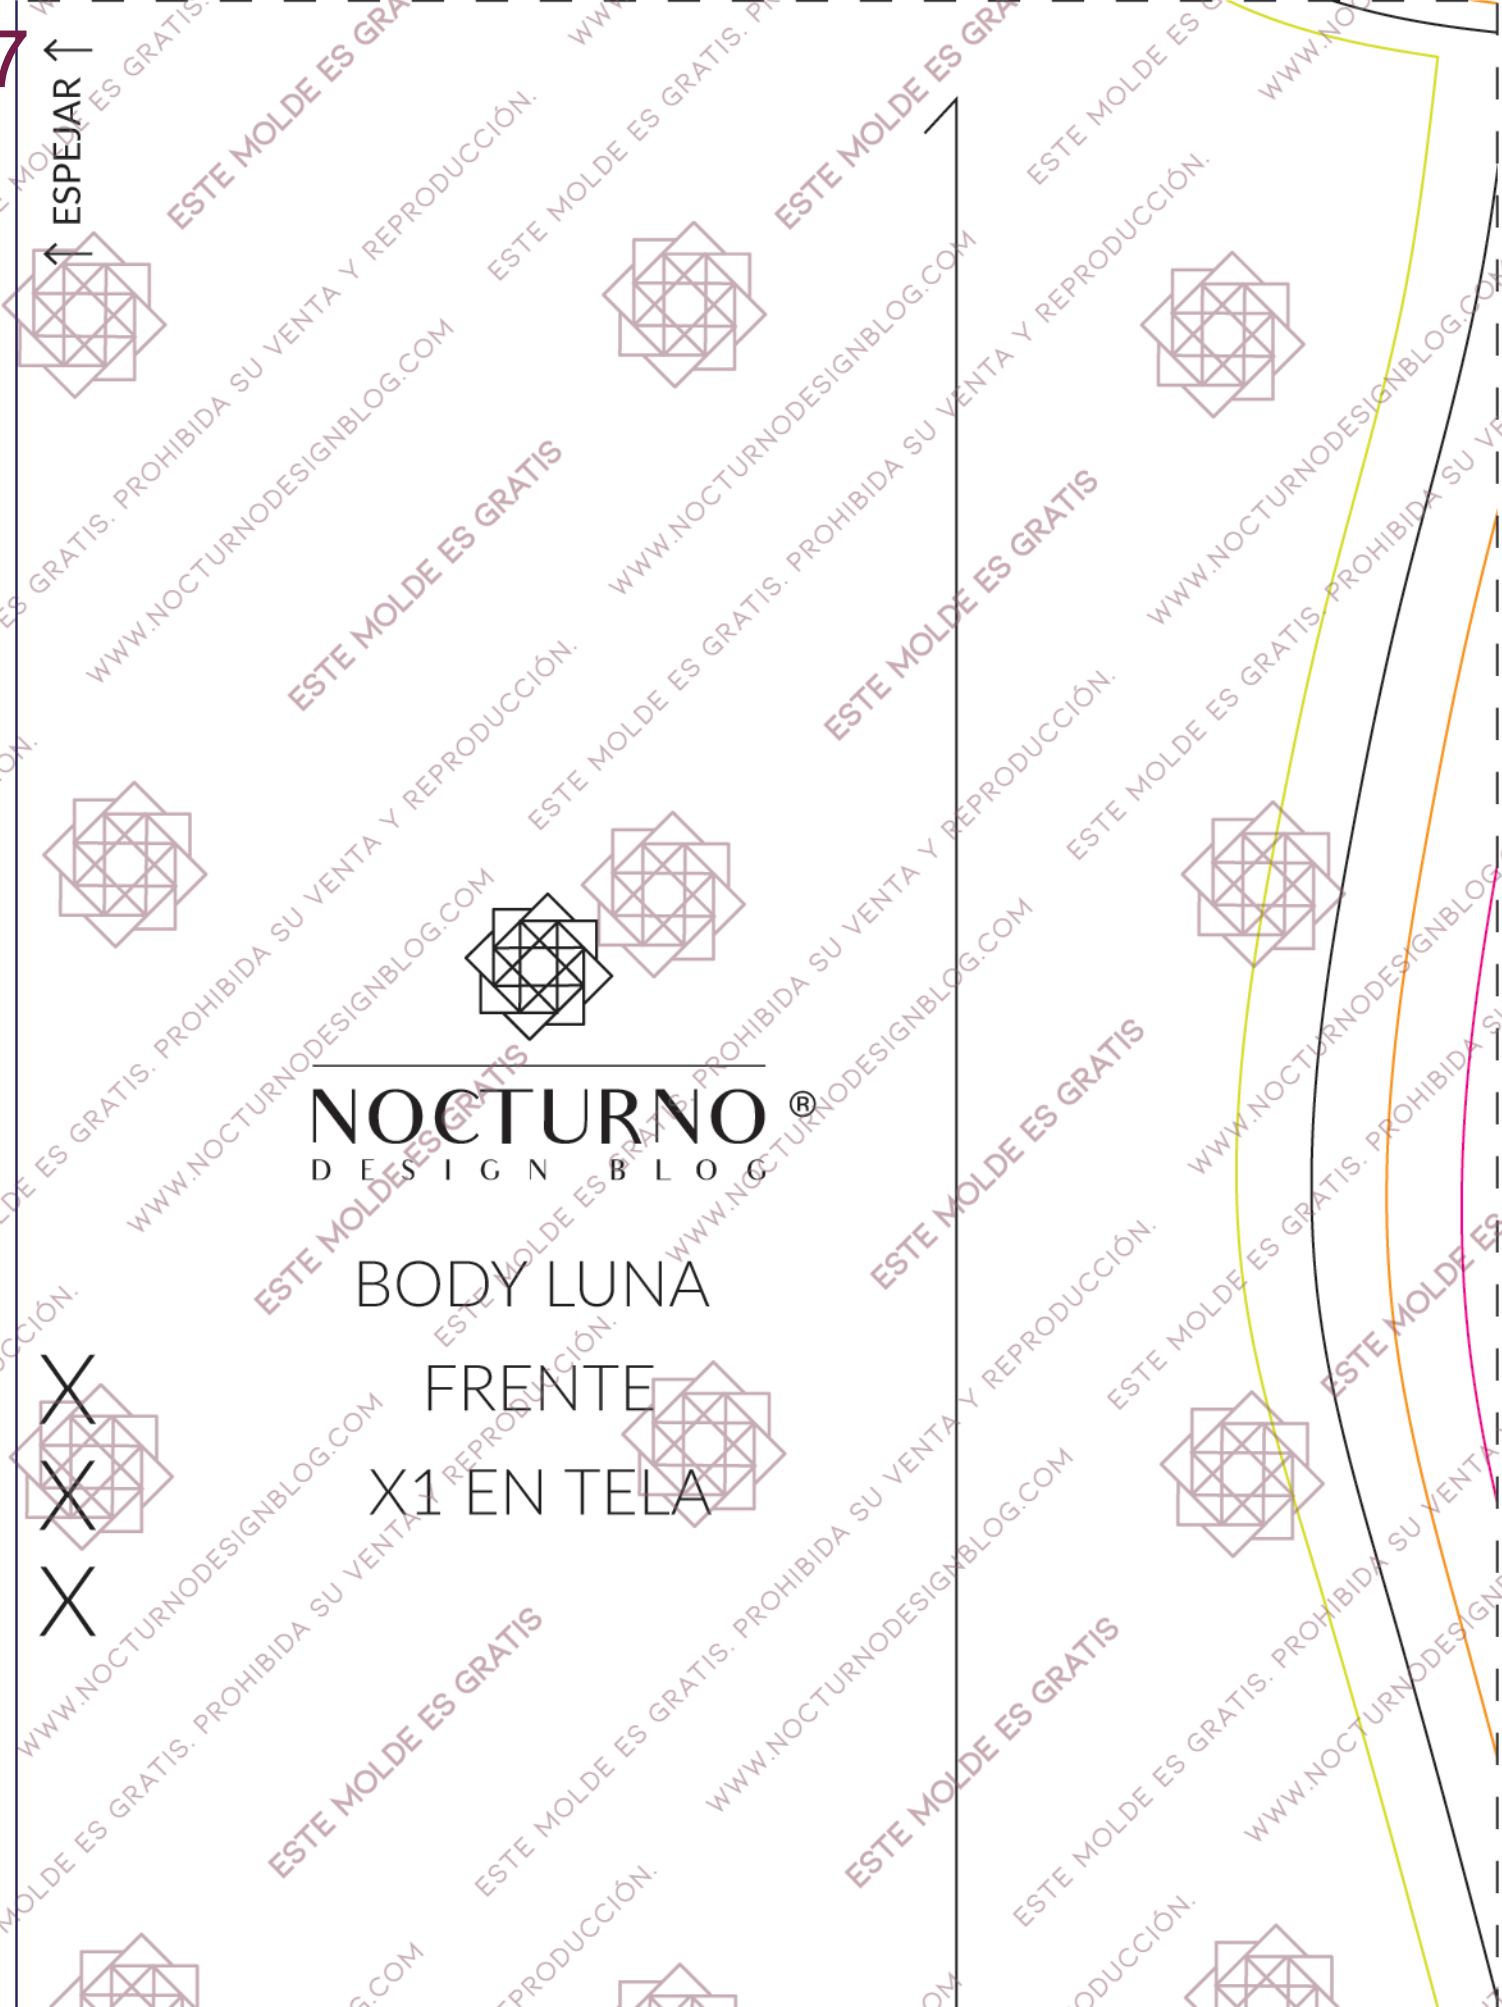 7
← ESPEJAR ←
NOCTURNO ®
DESIGN BLOG
BODY LUNA
FRENTE
X1 EN TELA
X
X
X
ESTE MOLDE ES GRATIS
ESTE MOLDE ES GRATIS. PROHIBIDA SU VENTA Y REPRODUCCIÓN.
WWW.NOCTURNODESIGNBLOG.COM